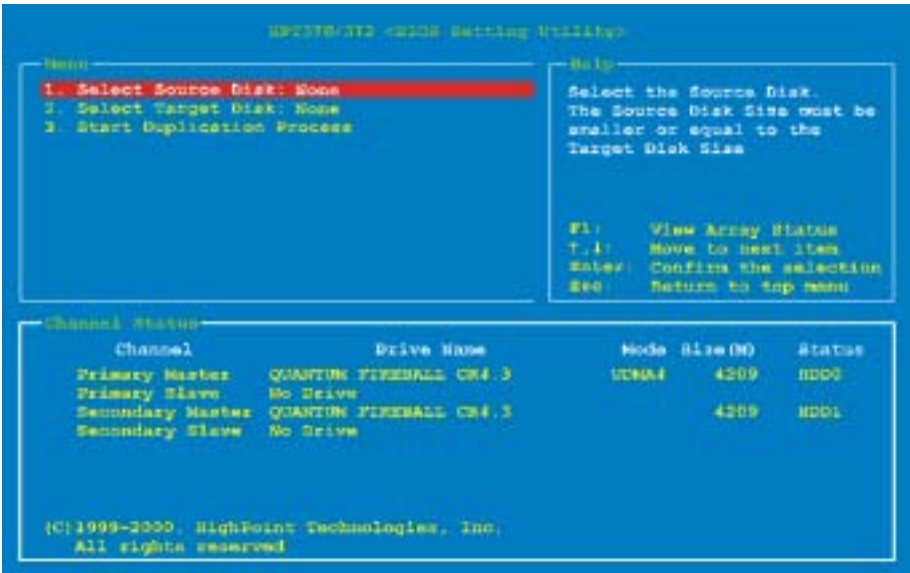 HPT370/372 <BIOS Setting Utility>
Menu
1. Select Source Disk: None
2. Select Target Disk: None
3. Start Duplication Process
Help
Select the Source Disk.
The Source Disk Size must be
smaller or equal to the
Target Disk Size
F1: View Array Status
↑,↓: Move to next item
Enter: Confirm the selection
Esc: Return to top menu
Channel Status
Channel Drive Name Mode Size(M) Status
Primary Master QUANTUM FIREBALL CR4.3 UDMA4 4209 HDD0
Primary Slave No Drive
Secondary Master QUANTUM FIREBALL CR4.3 4209 HDD1
Secondary Slave No Drive
(C)1999-2000. HighPoint Technologies, Inc.
All rights reserved